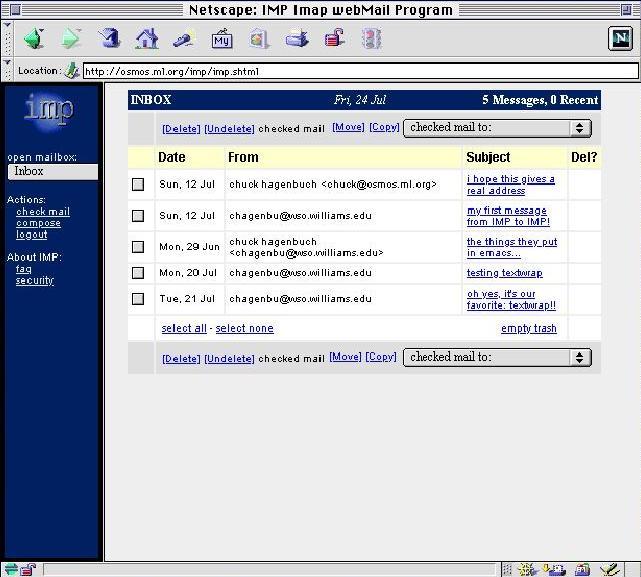 Netscape: IMP Imap webMail Program
My
N
Location: http://osmos.ml.org/imp/imp.shtml
imp
open mailbox:
Inbox
Actions:
check mail
compose
logout
About IMP:
faq
security
INBOX Fri, 24 Jul 5 Messages, 0 Recent
[Delete] [Undelete] checked mail [Move] [Copy] checked mail to:
Date From Subject Del?
Sun, 12 Jul chuck hagenbuch <chuck@osmos.ml.org> i hope this gives a
real address
Sun, 12 Jul chagenbu@wso.williams.edu my first message
from IMP to IMP!
Mon, 29 Jun chuck hagenbuch
<chagenbu@wso.williams.edu> the things they put
in emacs...
Mon, 20 Jul chagenbu@wso.williams.edu testing textwrap
Tue, 21 Jul chagenbu@wso.williams.edu oh yes, it's our
favorite: textwrap!!
select all - select none empty trash
[Delete] [Undelete] checked mail [Move] [Copy] checked mail to: